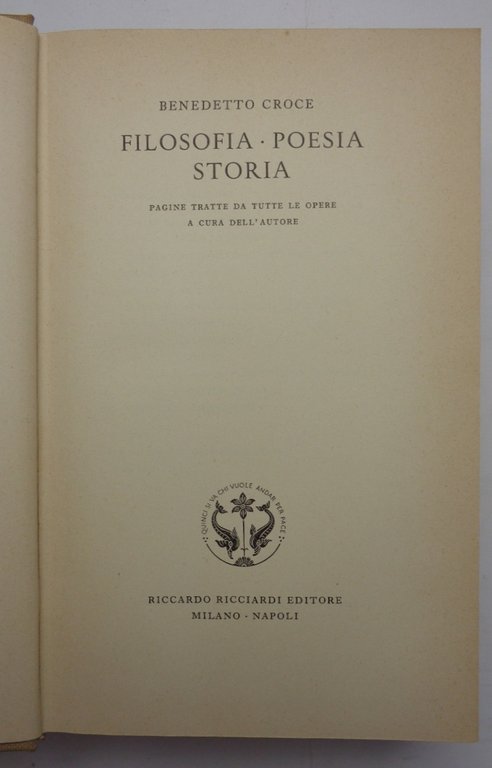 BENEDETTO CROCE
FILOSOFIA · POESIA
STORIA
PAGINE TRATTE DA TUTTE LE OPERE
A CURA DELL'AUTORE
QUINCI SI VA CHI VUOLE ANDAR PER PACE
RICCARDO RICCIARDI EDITORE
MILANO · NAPOLI